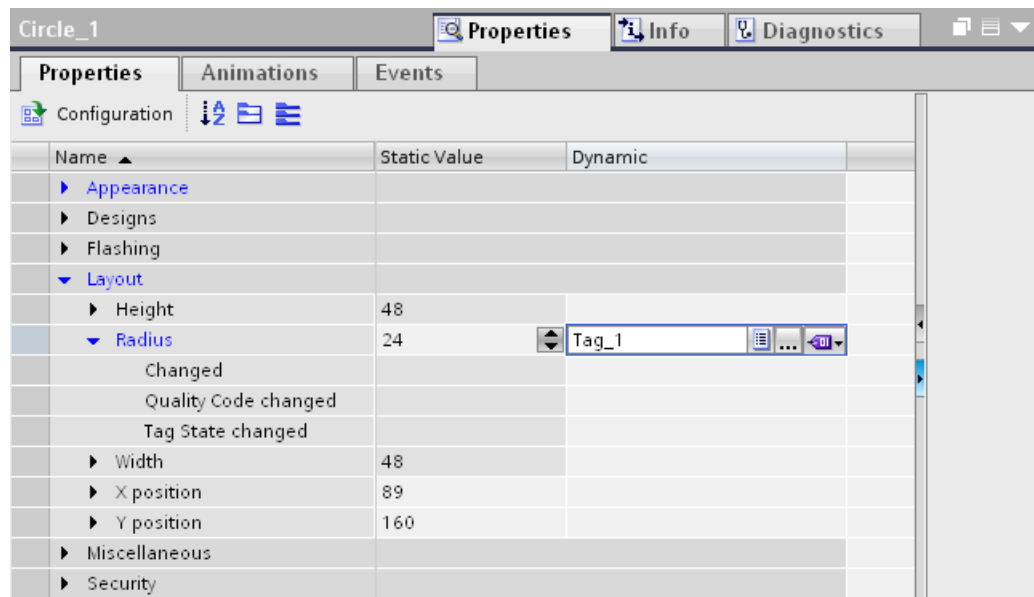 Circle_1 Properties Info Diagnostics
Properties Animations Events
Configuration
Name Static Value Dynamic
Appearance
Designs
Flashing
Layout
Height 48
Radius 24 Tag_1
Changed
Quality Code changed
Tag State changed
Width 48
X position 89
Y position 160
Miscellaneous
Security